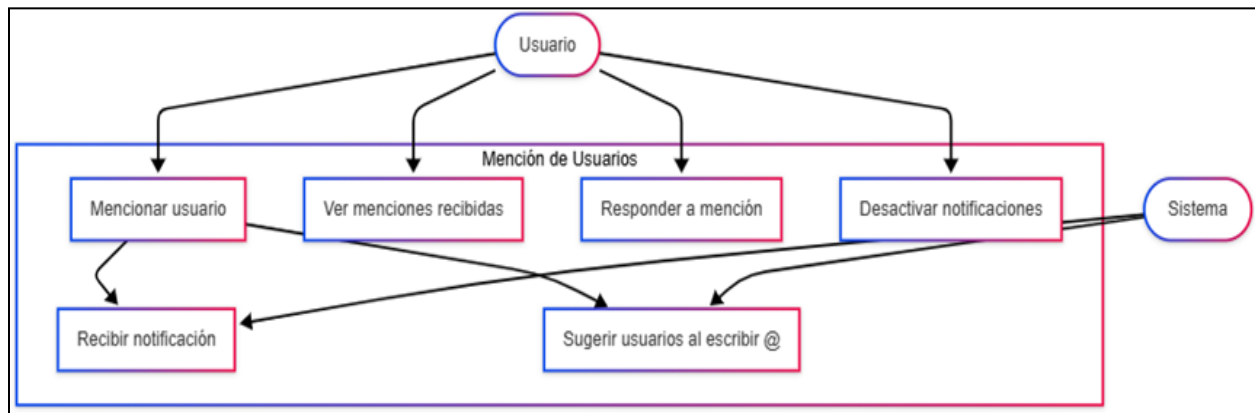 Usuario
Mención de Usuarios
Mencionar usuario
Ver menciones recibidas
Responder a mención
Desactivar notificaciones
Sistema
Recibir notificación
Sugerir usuarios al escribir @